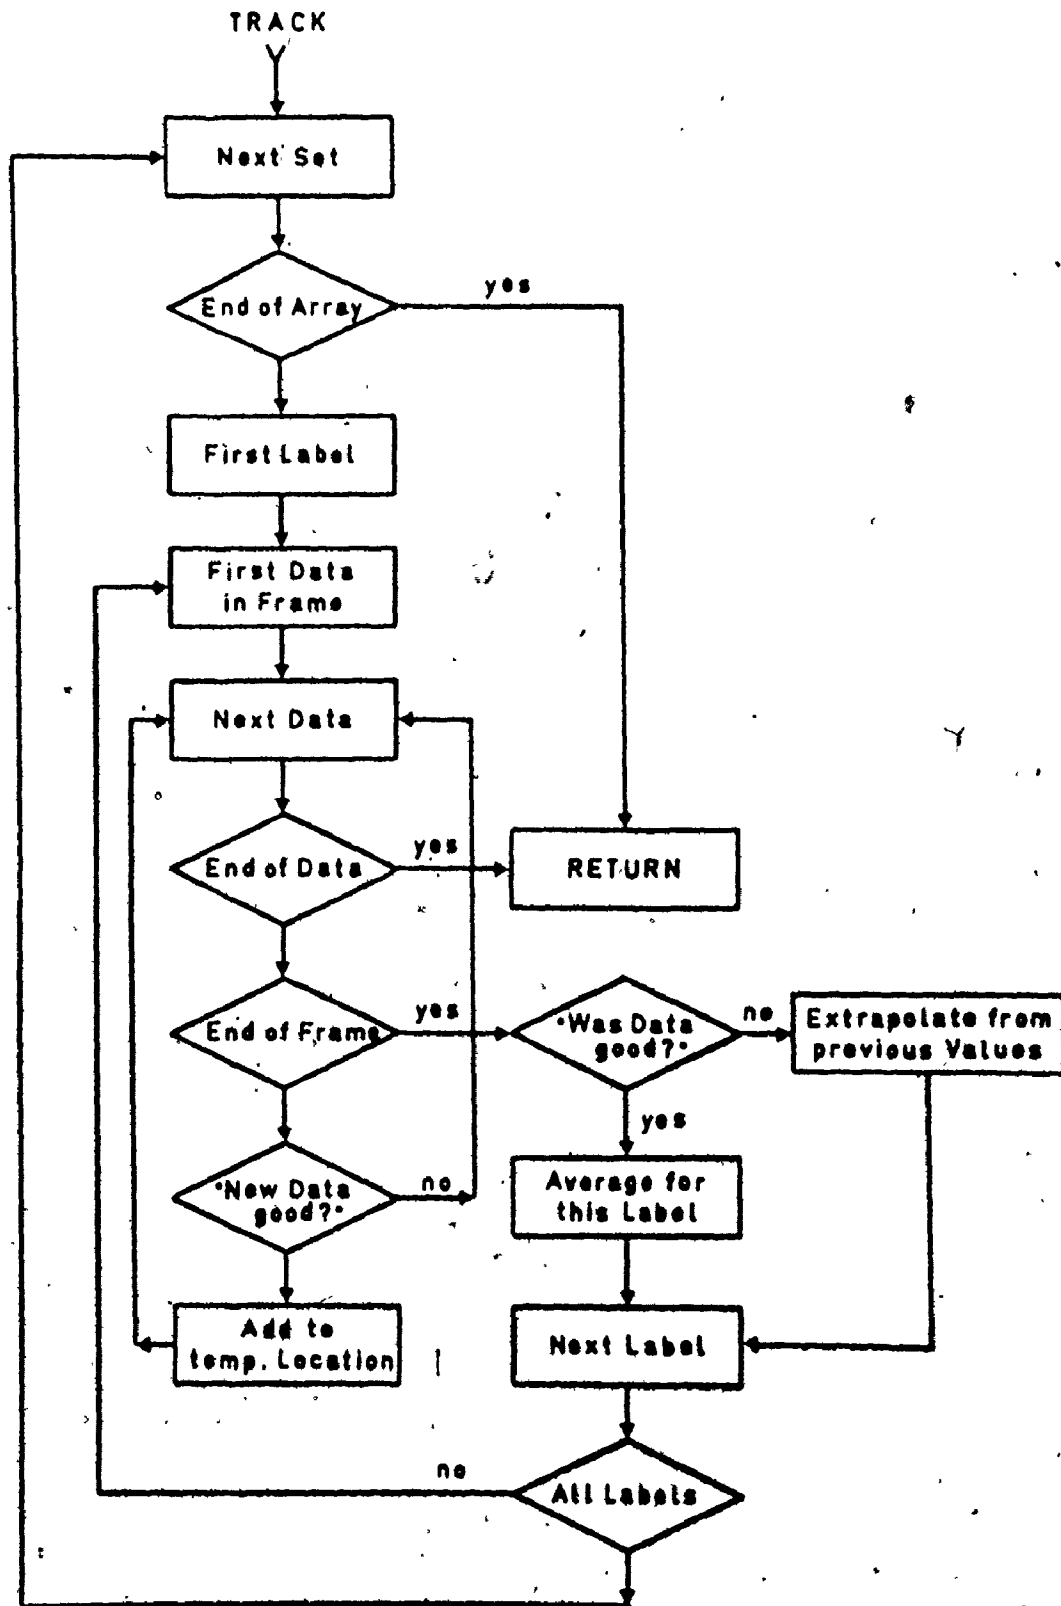 TRACK
Next Set
End of Array
yes
First Label
First Data
in Frame
Next Data
End of Data
yes
RETURN
End of Frame
yes
"Was Data
good?"
no
Extrapolate from
previous Values
yes
"New Data
good?"
no
Average for
this Label
Add to
temp. Location
Next Label
no
All Labels